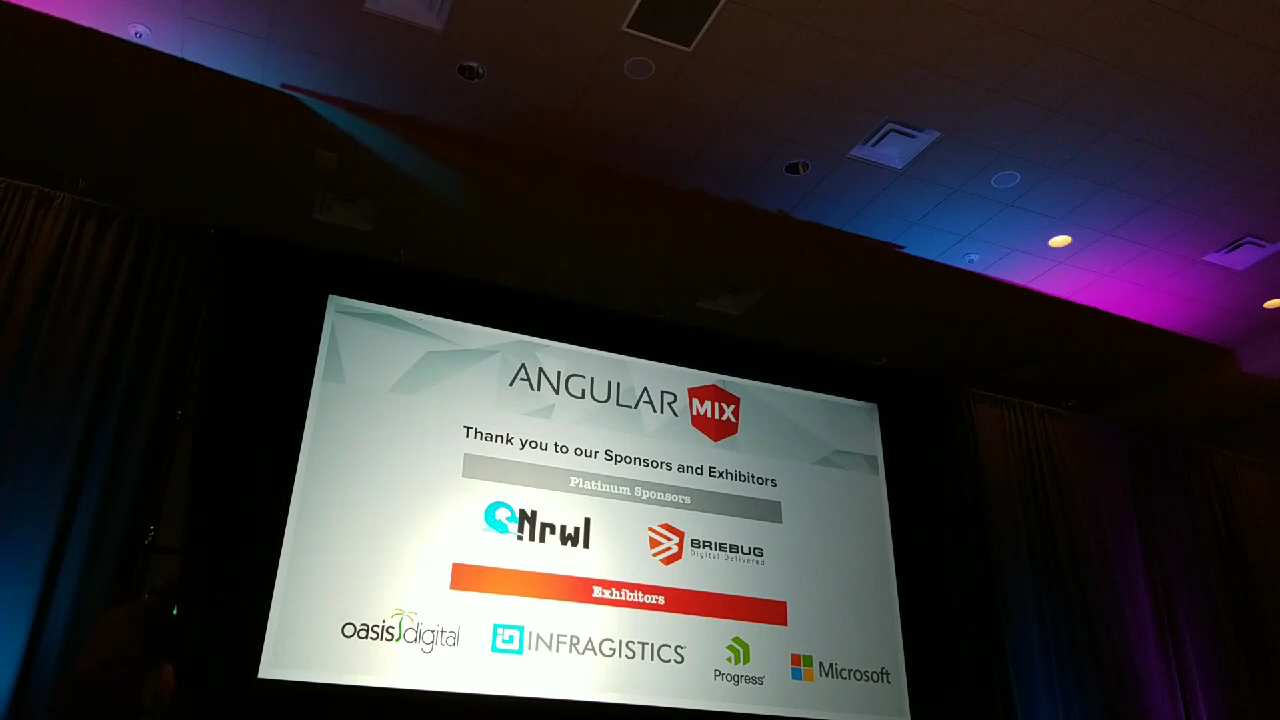 ANGULAR MIX
Thank you to our Sponsors and Exhibitors
Platinum Sponsors
Nrwl
BRIEBUG
Digital Delivered
Exhibitors
oasis digital
INFRAGISTICS
Progress
Microsoft